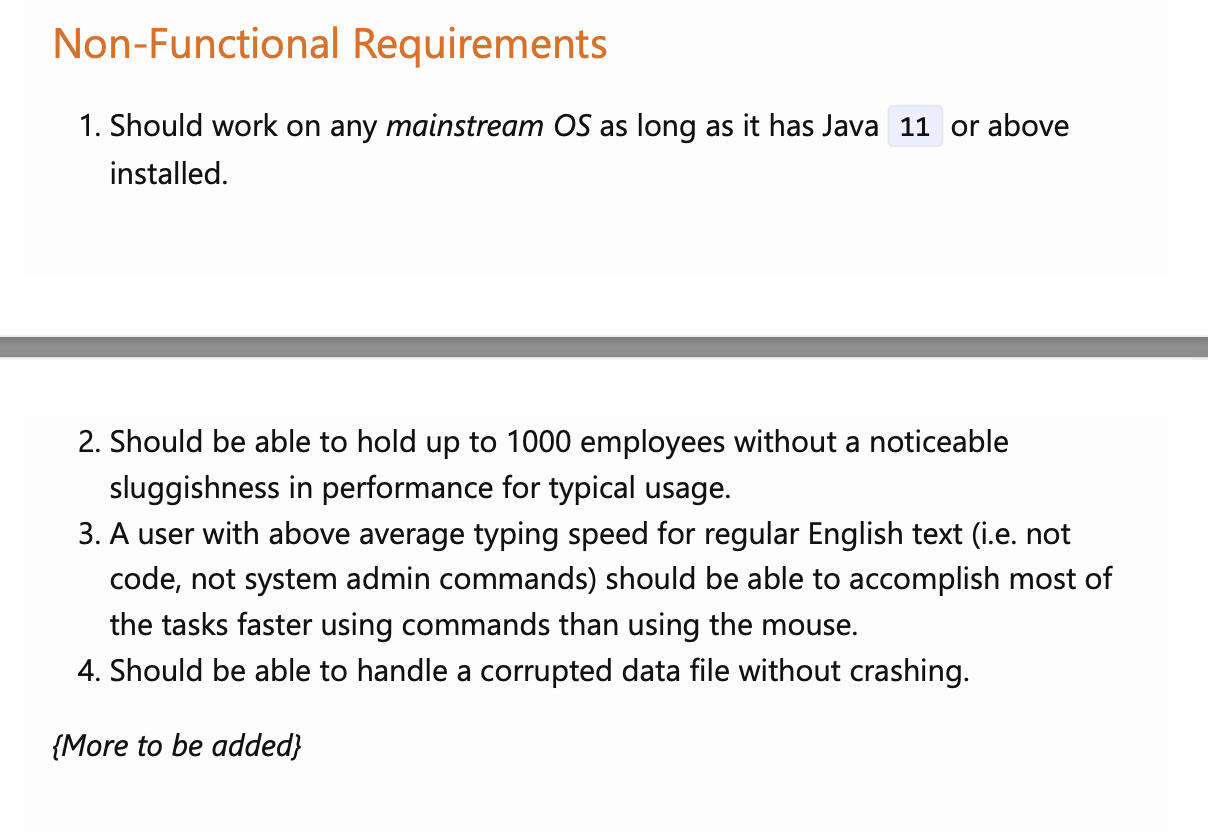 Non-Functional Requirements
1. Should work on any mainstream OS as long as it has Java 11 or above
installed.
2. Should be able to hold up to 1000 employees without a noticeable
sluggishness in performance for typical usage.
3. A user with above average typing speed for regular English text (i.e. not
code, not system admin commands) should be able to accomplish most of
the tasks faster using commands than using the mouse.
4. Should be able to handle a corrupted data file without crashing.
{More to be added}